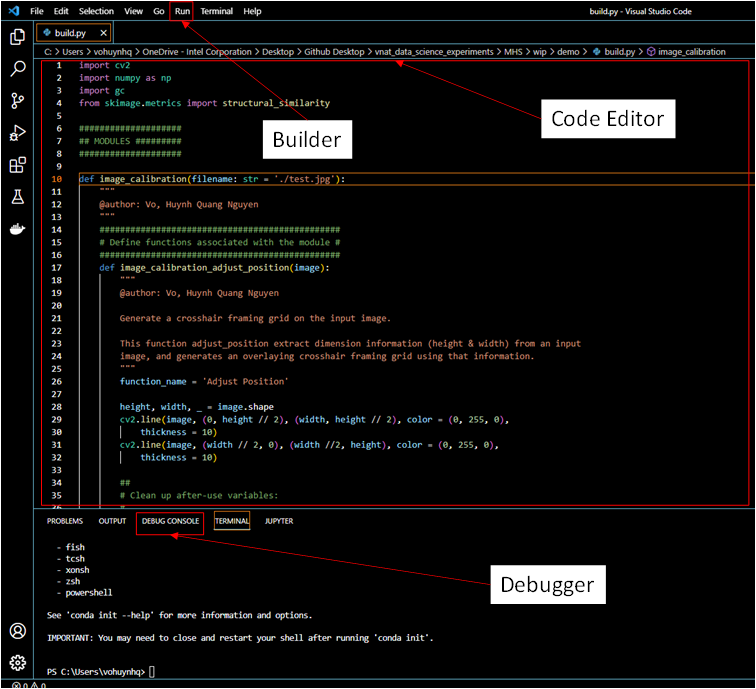 File Edit Selection View Go Run Terminal Help
build.py - Visual Studio Code
build.py ×
C: > Users > vohuynhq > OneDrive - Intel Corporation > Desktop > Github Desktop > vnat_data_science_experiments > MHS > wip > demo > build.py > image_calibration
1 import cv2
2 import numpy as np
3 import gc
4 from skimage.metrics import structural_similarity
Code Editor
5
6 ####################
7 ## MODULES #########
8 ####################
Builder
9
10 def image_calibration(filename: str = './test.jpg'):
11 """
12 @author: Vo, Huynh Quang Nguyen
13 """
14 ###############################################
15 # Define functions associated with the module #
16 ###############################################
17 def image_calibration_adjust_position(image):
18 """
19 @author: Vo, Huynh Quang Nguyen
20
21 Generate a crosshair framing grid on the input image.
22
23 This function adjust_position extract dimension information (height & width) from an input
24 image, and generates an overlaying crosshair framing grid using that information.
25 """
26 function_name = 'Adjust Position'
27
28 height, width, _ = image.shape
29 cv2.line(image, (0, height // 2), (width, height // 2), color = (0, 255, 0),
30 thickness = 10)
31 cv2.line(image, (width // 2, 0), (width //2, height), color = (0, 255, 0),
32 thickness = 10)
33
34 ##
35 # Clean up after-use variables:
PROBLEMS OUTPUT DEBUG CONSOLE TERMINAL JUPYTER
- fish
- tcsh
- xonsh
- zsh
- powershell
Debugger
See 'conda init --help' for more information and options.
IMPORTANT: You may need to close and restart your shell after running 'conda init'.
PS C:\Users\vohuynhq>